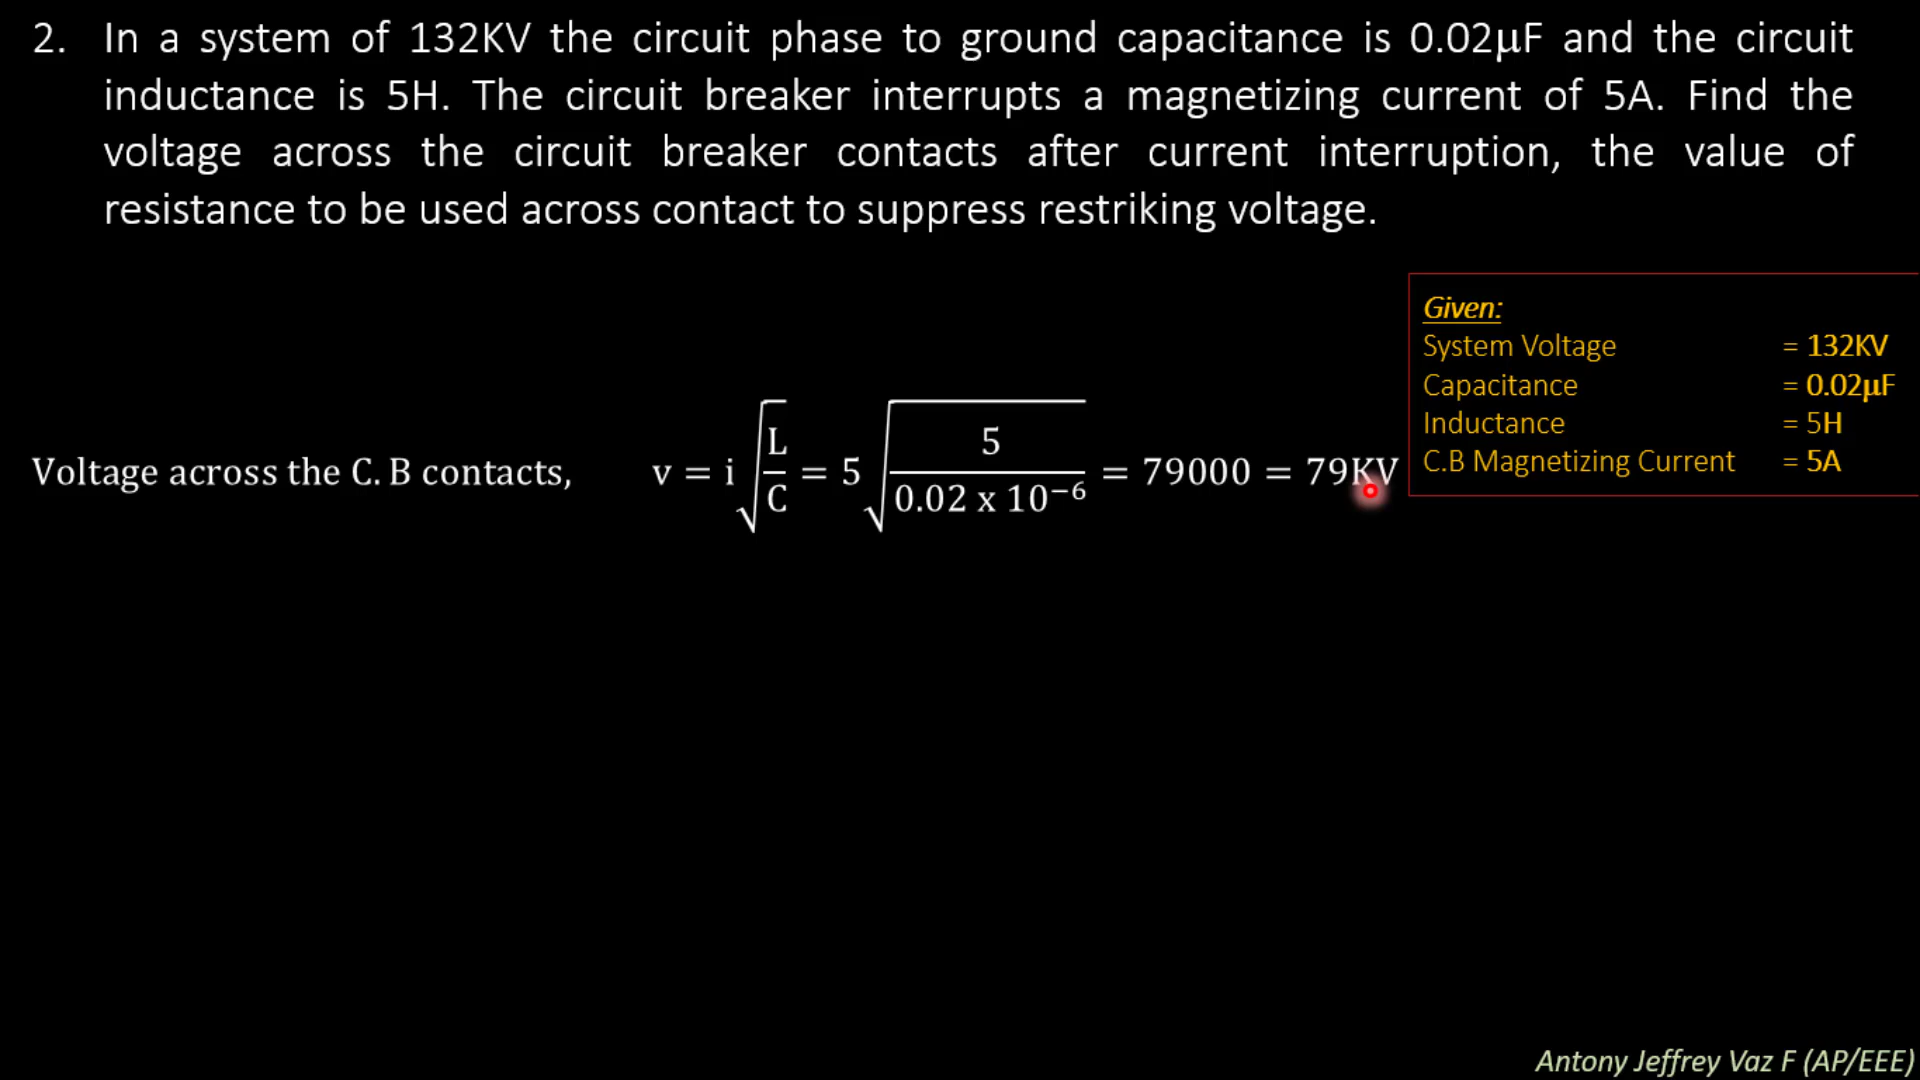 2. In a system of 132KV the circuit phase to ground capacitance is 0.02µF and the circuit
inductance is 5H. The circuit breaker interrupts a magnetizing current of 5A. Find the
voltage across the circuit breaker contacts after current interruption, the value of
resistance to be used across contact to suppress restriking voltage.
Given:
System Voltage = 132KV
Capacitance = 0.02µF
Inductance = 5H
C.B Magnetizing Current = 5A
Voltage across the C. B contacts, v = i √(L/C) = 5 √(5/(0.02 x 10⁻⁶)) = 79000 = 79KV
Antony Jeffrey Vaz F (AP/EEE)